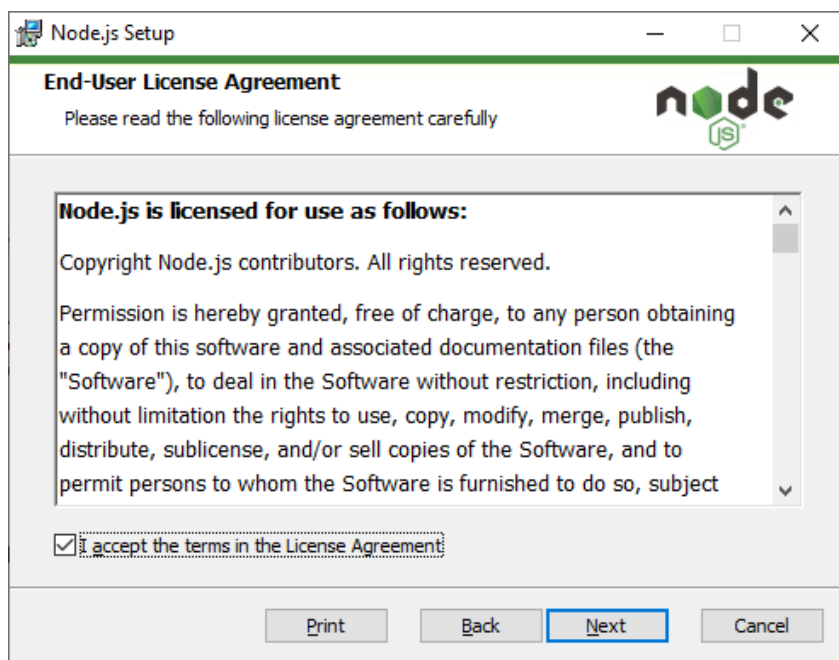 Node.js Setup
End-User License Agreement
Please read the following license agreement carefully
node
JS
Node.js is licensed for use as follows:
Copyright Node.js contributors. All rights reserved.
Permission is hereby granted, free of charge, to any person obtaining
a copy of this software and associated documentation files (the
"Software"), to deal in the Software without restriction, including
without limitation the rights to use, copy, modify, merge, publish,
distribute, sublicense, and/or sell copies of the Software, and to
permit persons to whom the Software is furnished to do so, subject
I accept the terms in the License Agreement
Print Back Next Cancel